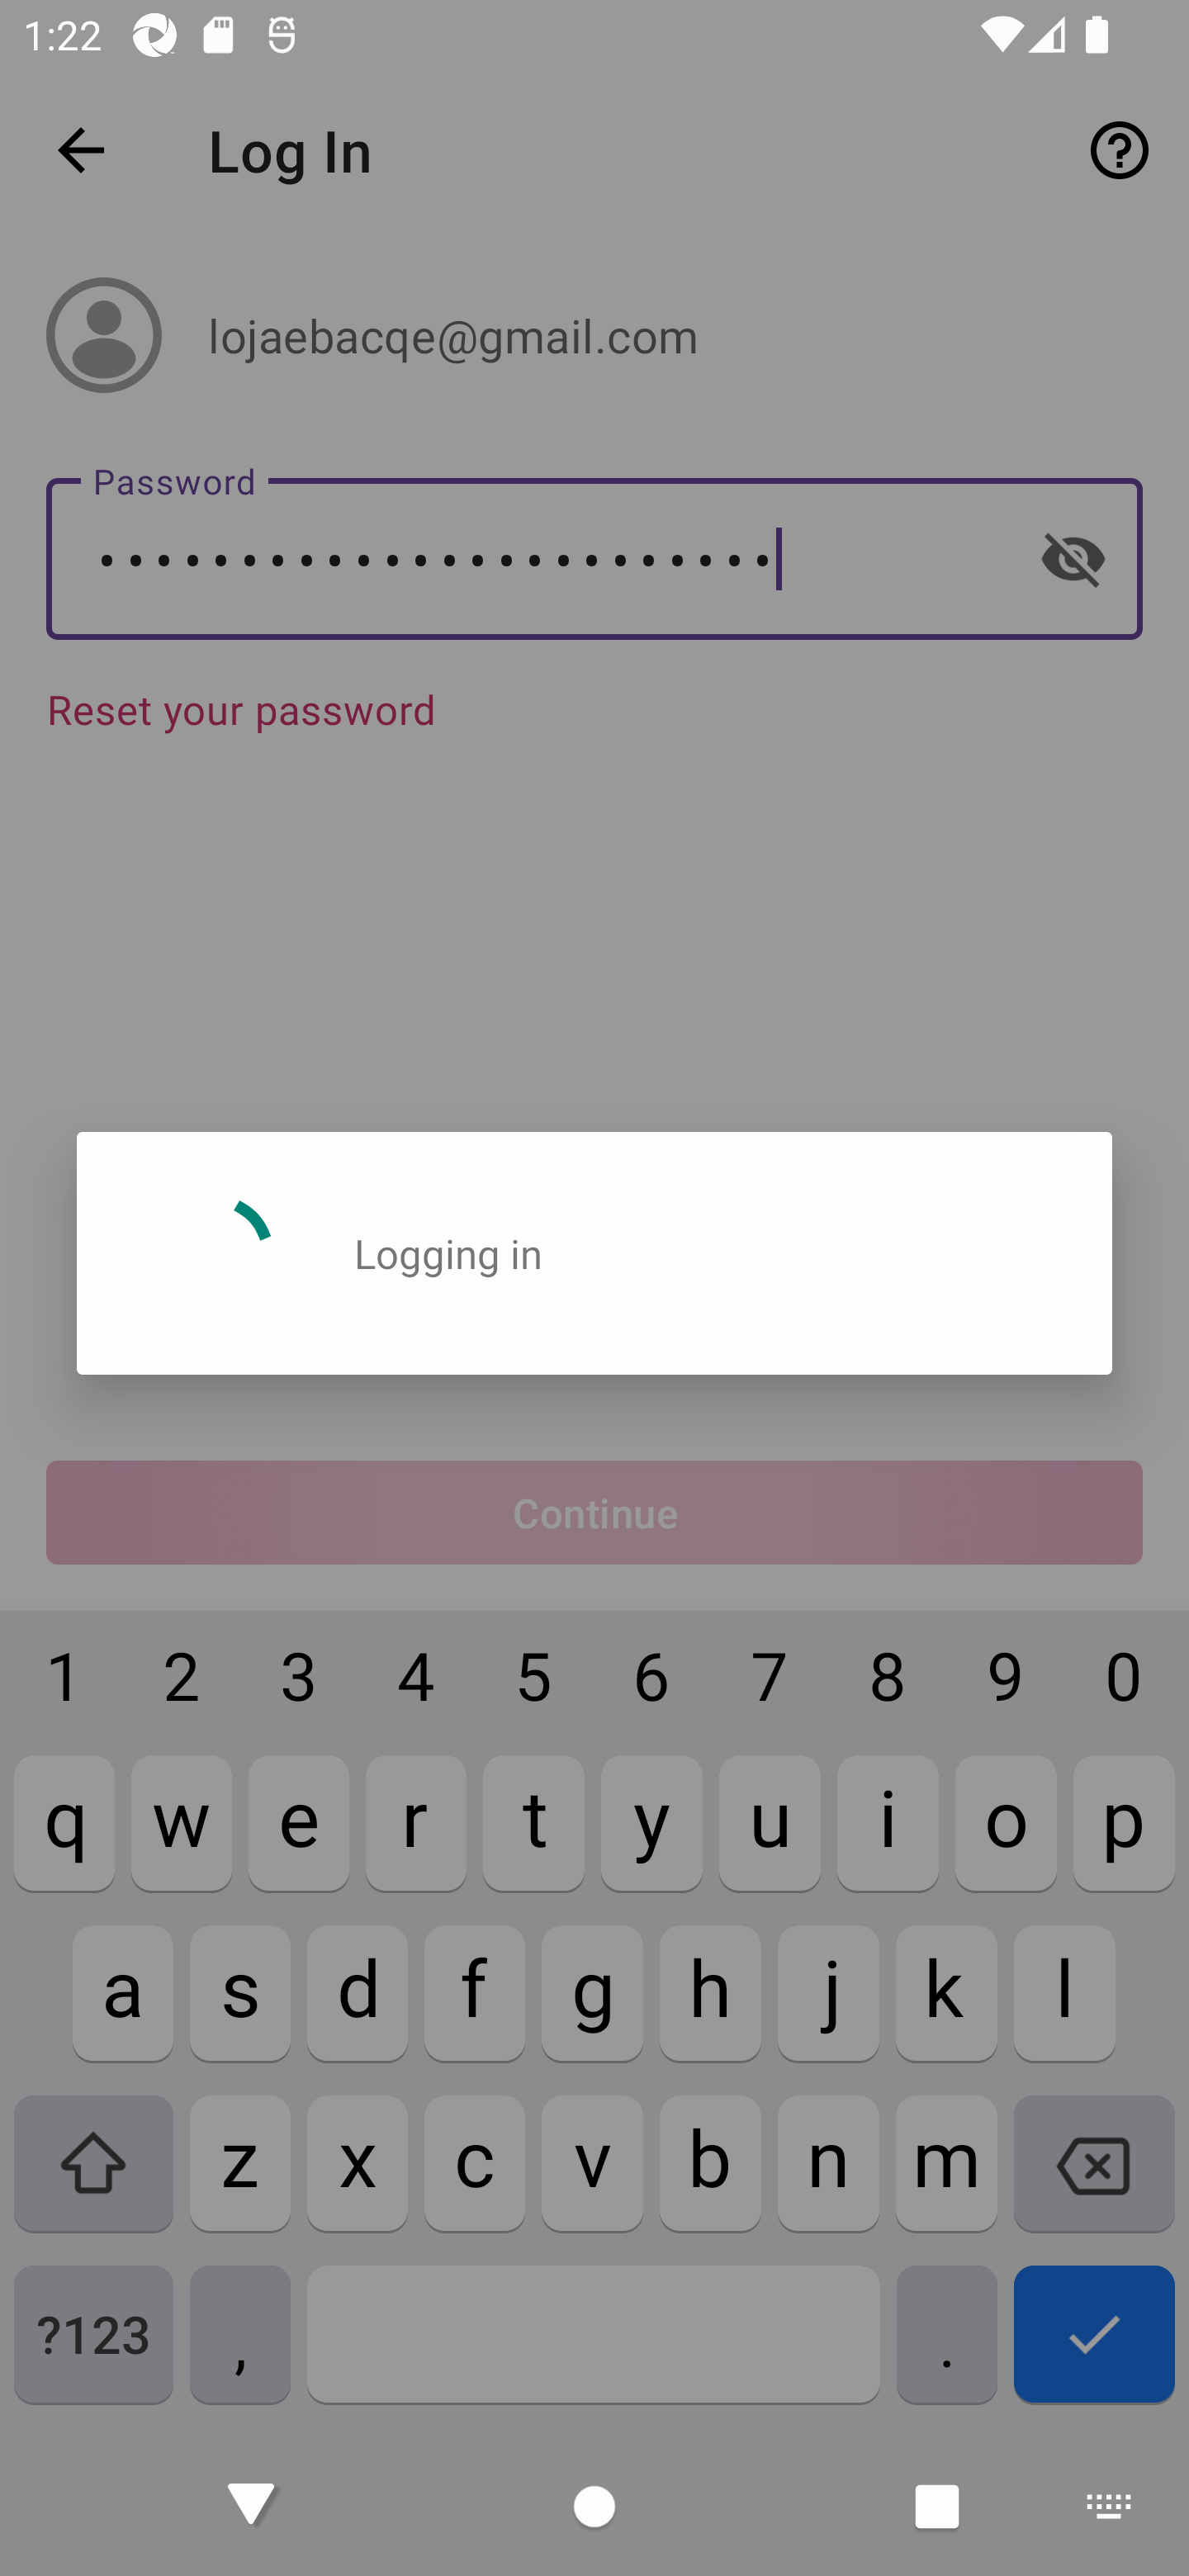 1:22
Log In
lojaebacqe@gmail.com
Password
Reset your password
Logging in
Continue
1 2 3 4 5 6 7 8 9 0
q w e r t y u i o p
a s d f g h j k l
z x c v b n m
?123 , .